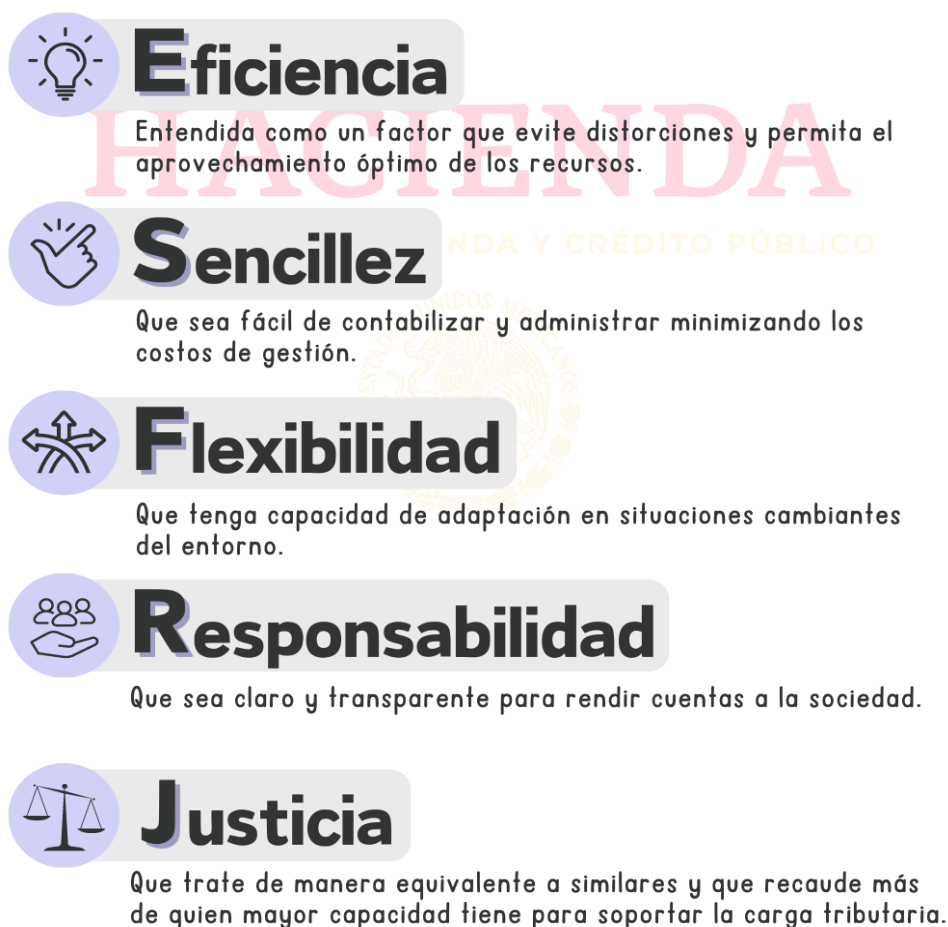 Eficiencia
HACIENDA
Entendida como un factor que evite distorciones y permita el
aprovechamiento óptimo de los recursos.
Sencillez
NDA Y CRÉDITO PÚBLICO
Que sea fácil de contabilizar y administrar minimizando los
costos de gestión.
Flexibilidad
Que tenga capacidad de adaptación en situaciones cambiantes
del entorno.
Responsabilidad
Que sea claro y transparente para rendir cuentas a la sociedad.
Justicia
Que trate de manera equivalente a similares y que recaude más
de quien mayor capacidad tiene para soportar la carga tributaria.